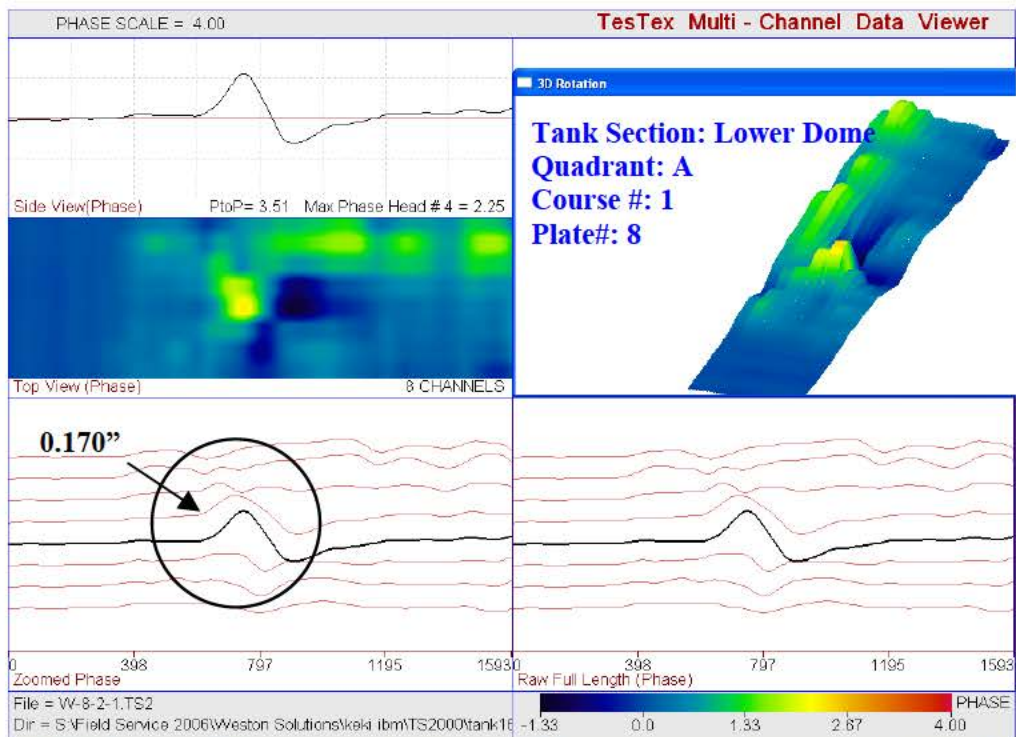 PHASE SCALE = 4.00
TesTex Multi - Channel Data Viewer
3D Rotation
Tank Section: Lower Dome
Quadrant: A
Course #: 1
Plate#: 8
Side View(Phase) PtoP= 3.51 Max Phase Head # 4 = 2.25
Top View (Phase) 8 CHANNELS
0.170”
0 398 797 1195 1593
Zoomed Phase
0 398 797 1195 1593
Raw Full Length (Phase)
File = W-8-2-1.TS2
Dir = S:\Field Service 2006\Weston Solutions\keki ibm\TS2000\tank16
PHASE
-1.33 0.0 1.33 2.67 4.00